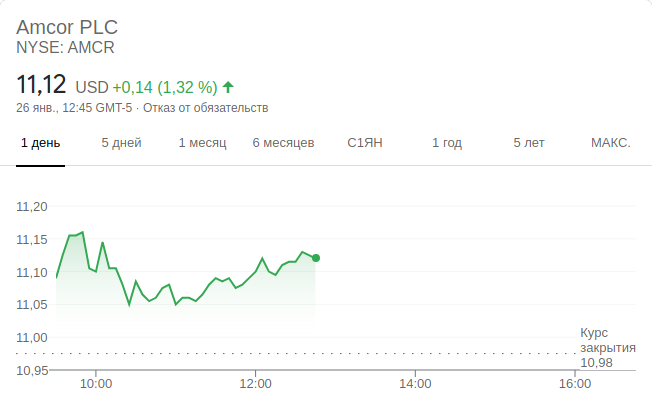 Amcor PLC
NYSE: AMCR
11,12 USD +0,14 (1,32 %)
26 янв., 12:45 GMT-5 · Отказ от обязательств
1 день 5 дней 1 месяц 6 месяцев С1ЯН 1 год 5 лет МАКС.
11,20
11,15
11,10
11,05
11,00
Курс
закрытия
10,98
10,95
10:00 12:00 14:00 16:00